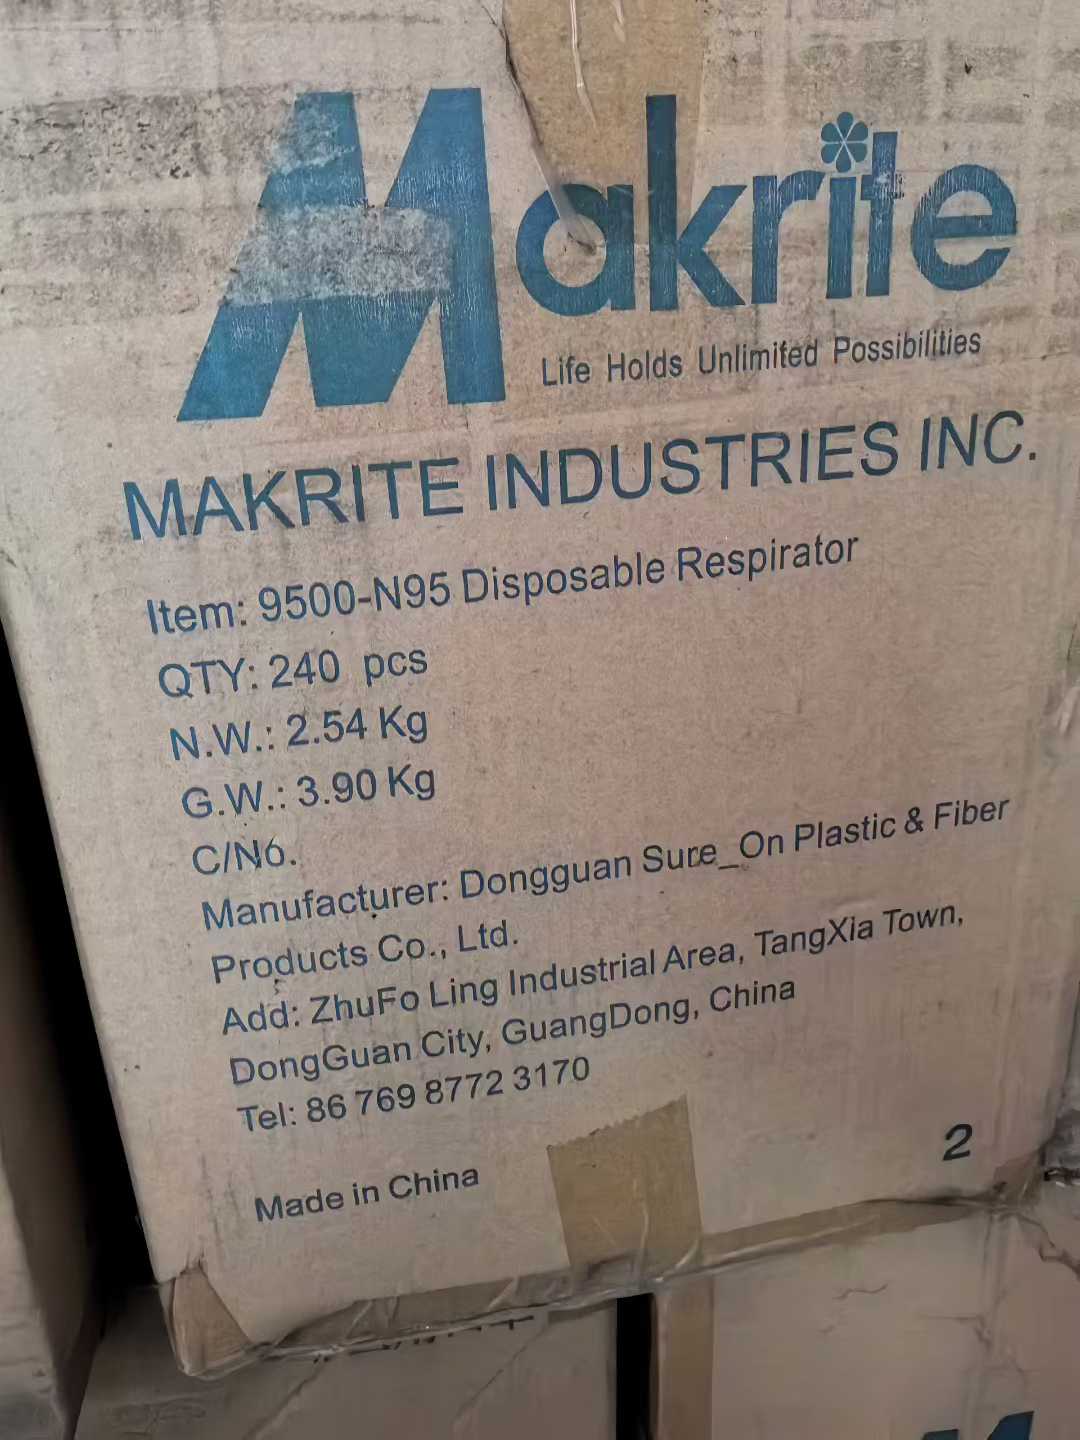 Makrite
Life Holds Unlimited Possibilities
MAKRITE INDUSTRIES INC.
Item: 9500-N95 Disposable Respirator
QTY: 240 pcs
N.W.: 2.54 Kg
G.W.: 3.90 Kg
C/NO.
Manufacturer: Dongguan Sure_On Plastic & Fiber
Products Co., Ltd.
Add: ZhuFo Ling Industrial Area, TangXia Town,
DongGuan City, GuangDong, China
Tel: 86 769 8772 3170
Made in China
2